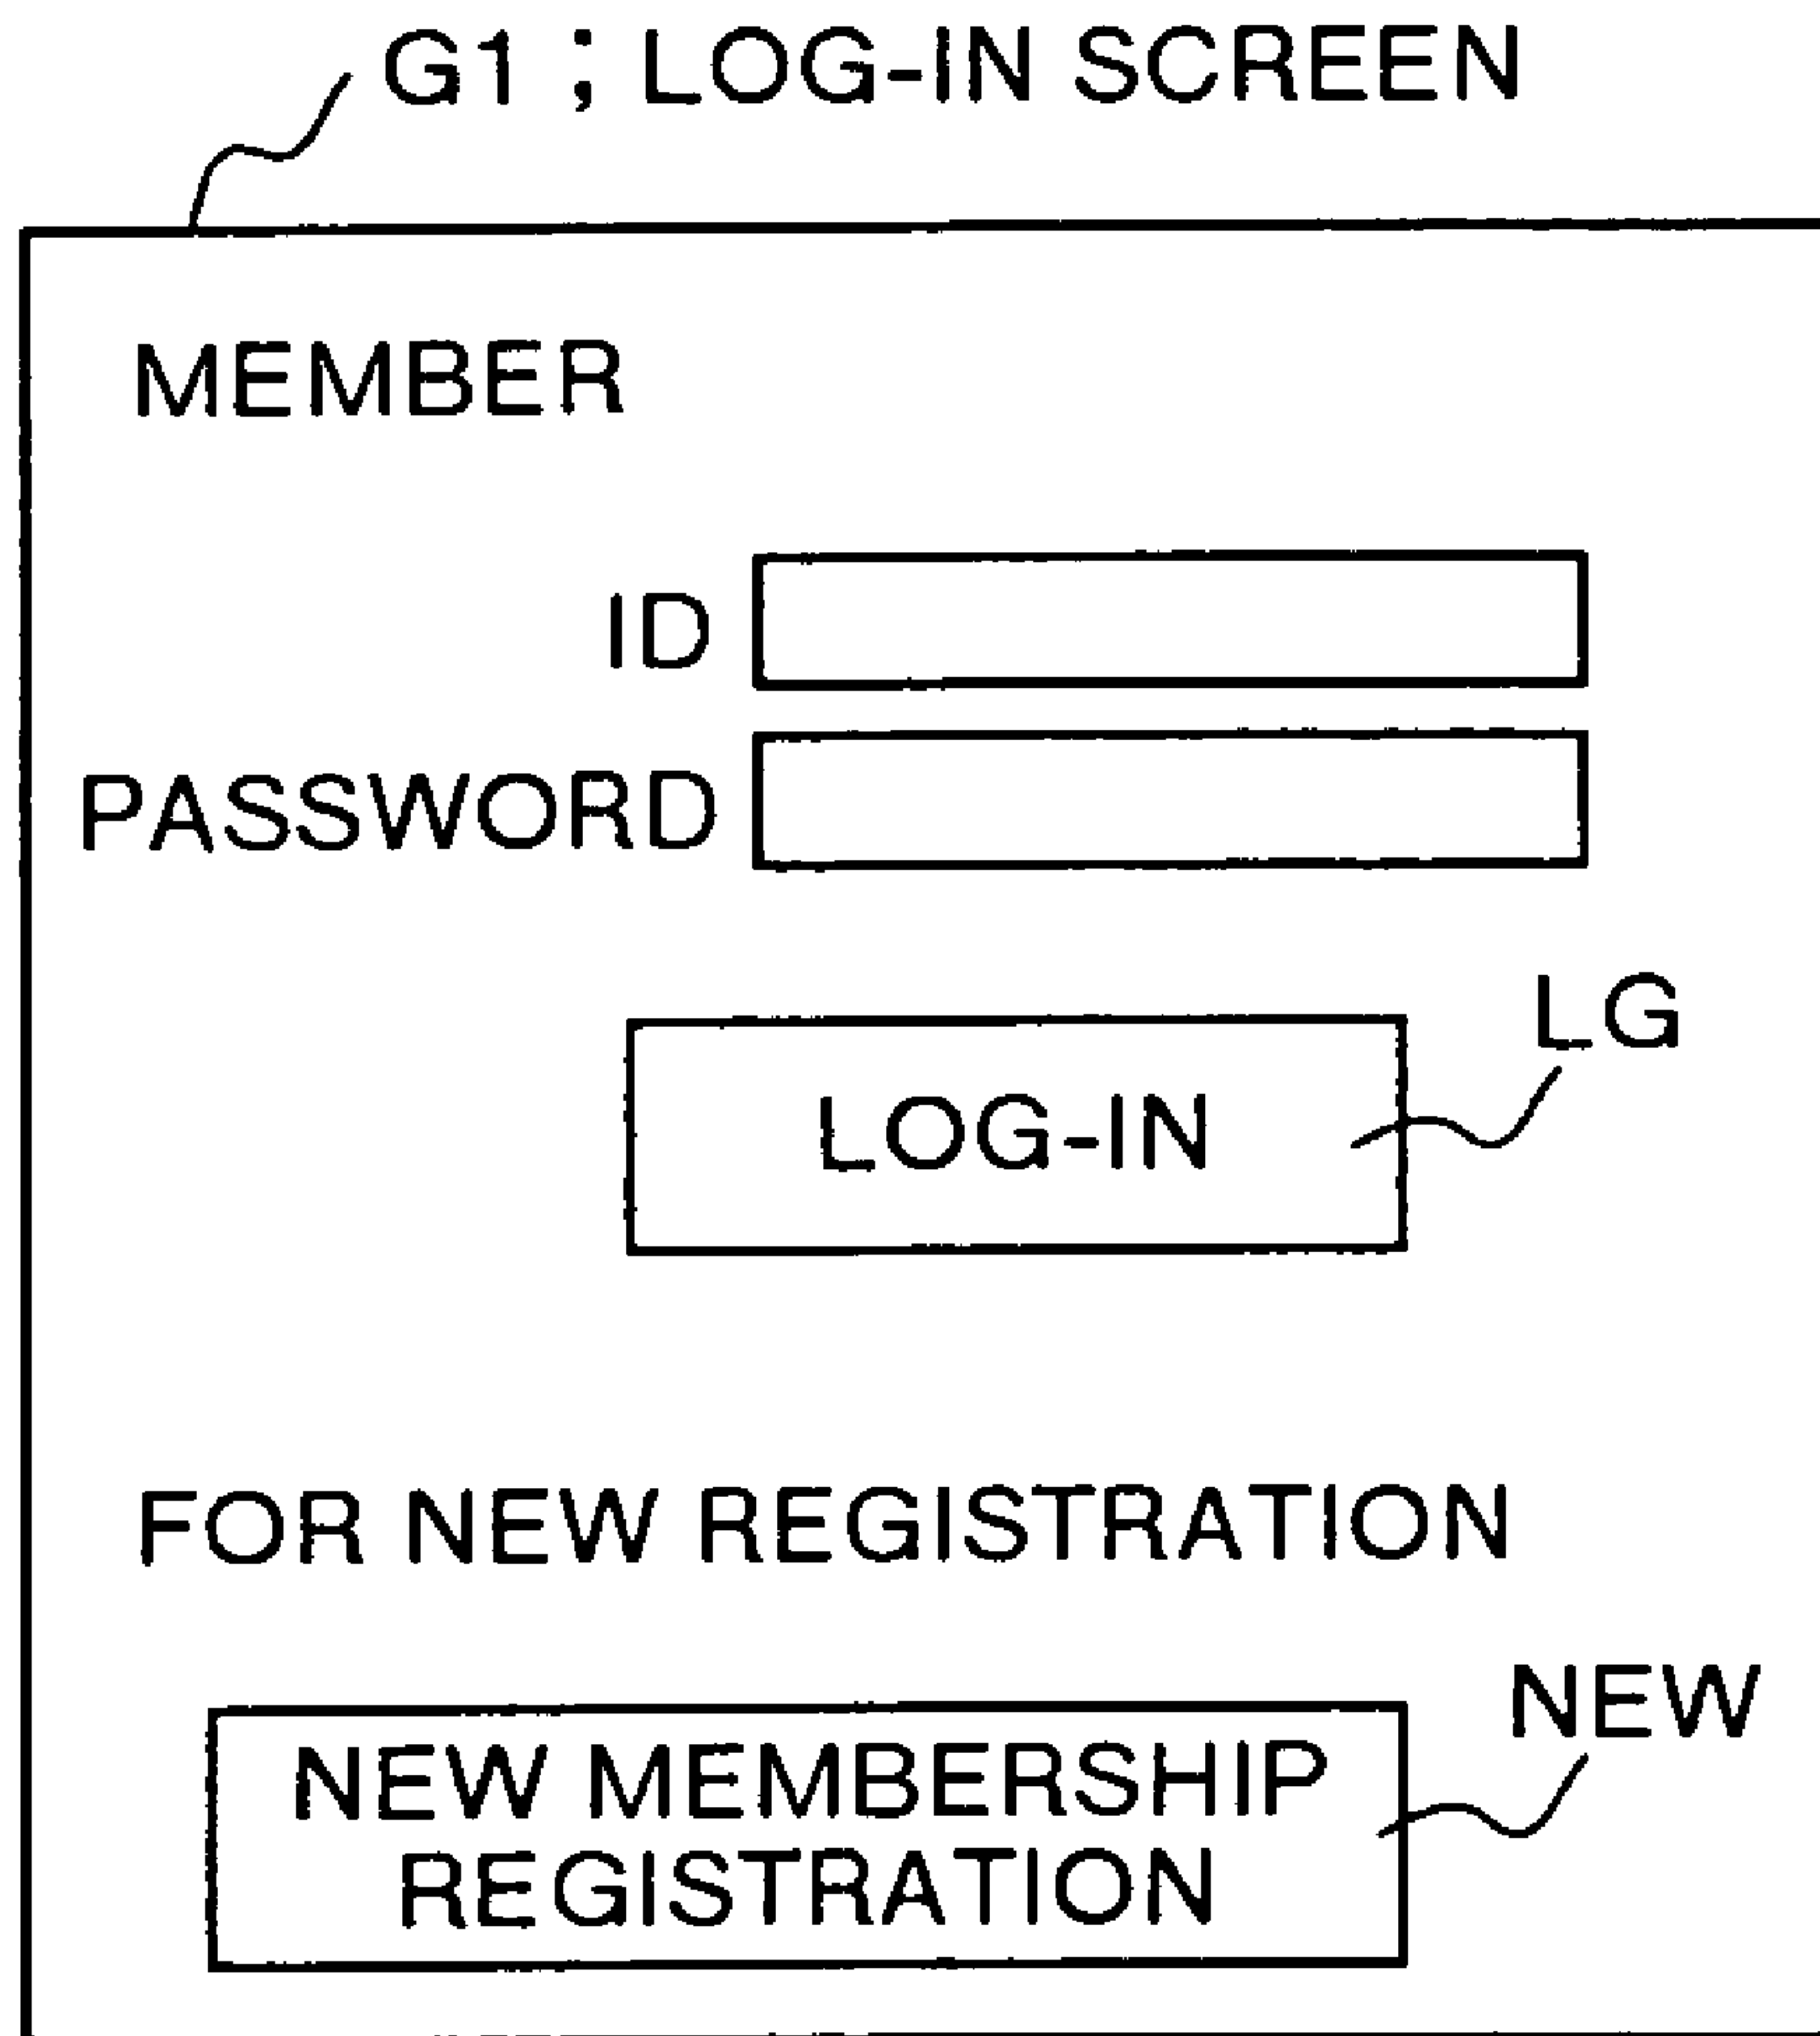 G1 ; LOG-IN SCREEN
MEMBER
ID
PASSWORD
LG
LOG-IN
FOR NEW REGISTRATION
NEW
NEW MEMBERSHIP
REGISTRATION